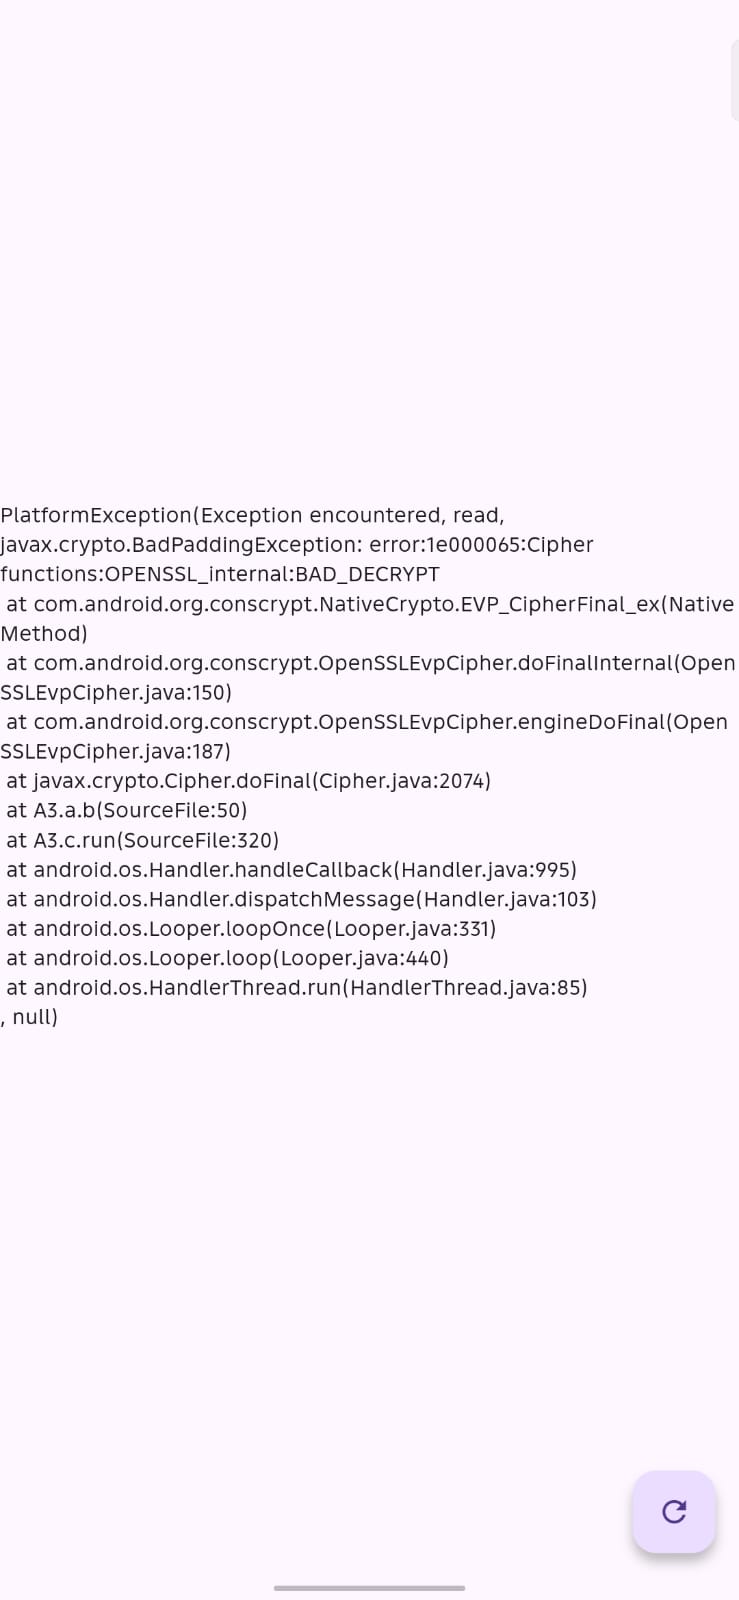 PlatformException(Exception encountered, read,
javax.crypto.BadPaddingException: error:1e000065:Cipher
functions:OPENSSL_internal:BAD_DECRYPT
at com.android.org.conscrypt.NativeCrypto.EVP_CipherFinal_ex(Native
Method)
at com.android.org.conscrypt.OpenSSLEvpCipher.doFinalInternal(Open
SSLEvpCipher.java:150)
at com.android.org.conscrypt.OpenSSLEvpCipher.engineDoFinal(Open
SSLEvpCipher.java:187)
at javax.crypto.Cipher.doFinal(Cipher.java:2074)
at A3.a.b(SourceFile:50)
at A3.c.run(SourceFile:320)
at android.os.Handler.handleCallback(Handler.java:995)
at android.os.Handler.dispatchMessage(Handler.java:103)
at android.os.Looper.loopOnce(Looper.java:331)
at android.os.Looper.loop(Looper.java:440)
at android.os.HandlerThread.run(HandlerThread.java:85)
, null)